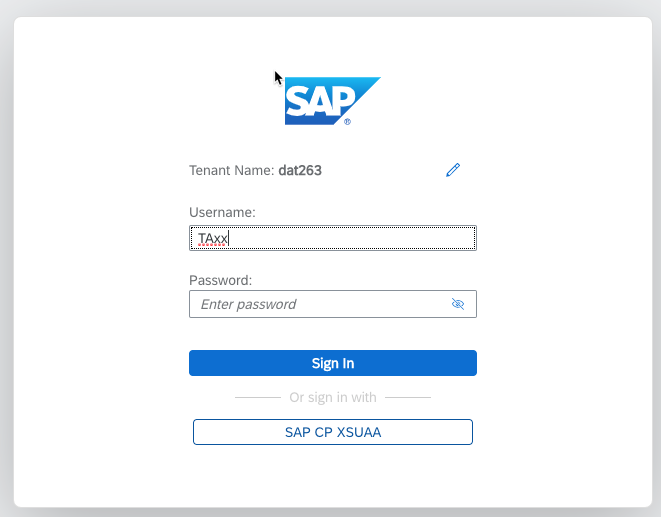 SAP®
Tenant Name: dat263
Username:
TAxx
Password:
Enter password
Sign In
Or sign in with
SAP CP XSUAA